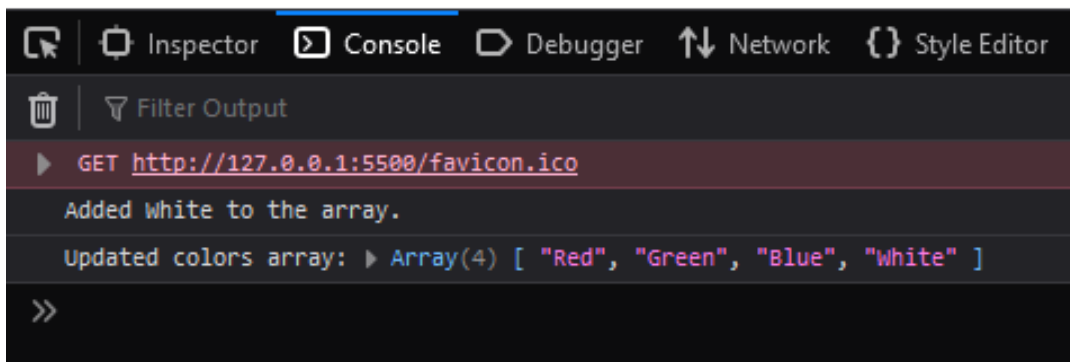 Inspector Console Debugger Network {} Style Editor
Filter Output
GET http://127.0.0.1:5500/favicon.ico
Added White to the array.
Updated colors array: Array(4) [ "Red", "Green", "Blue", "White" ]